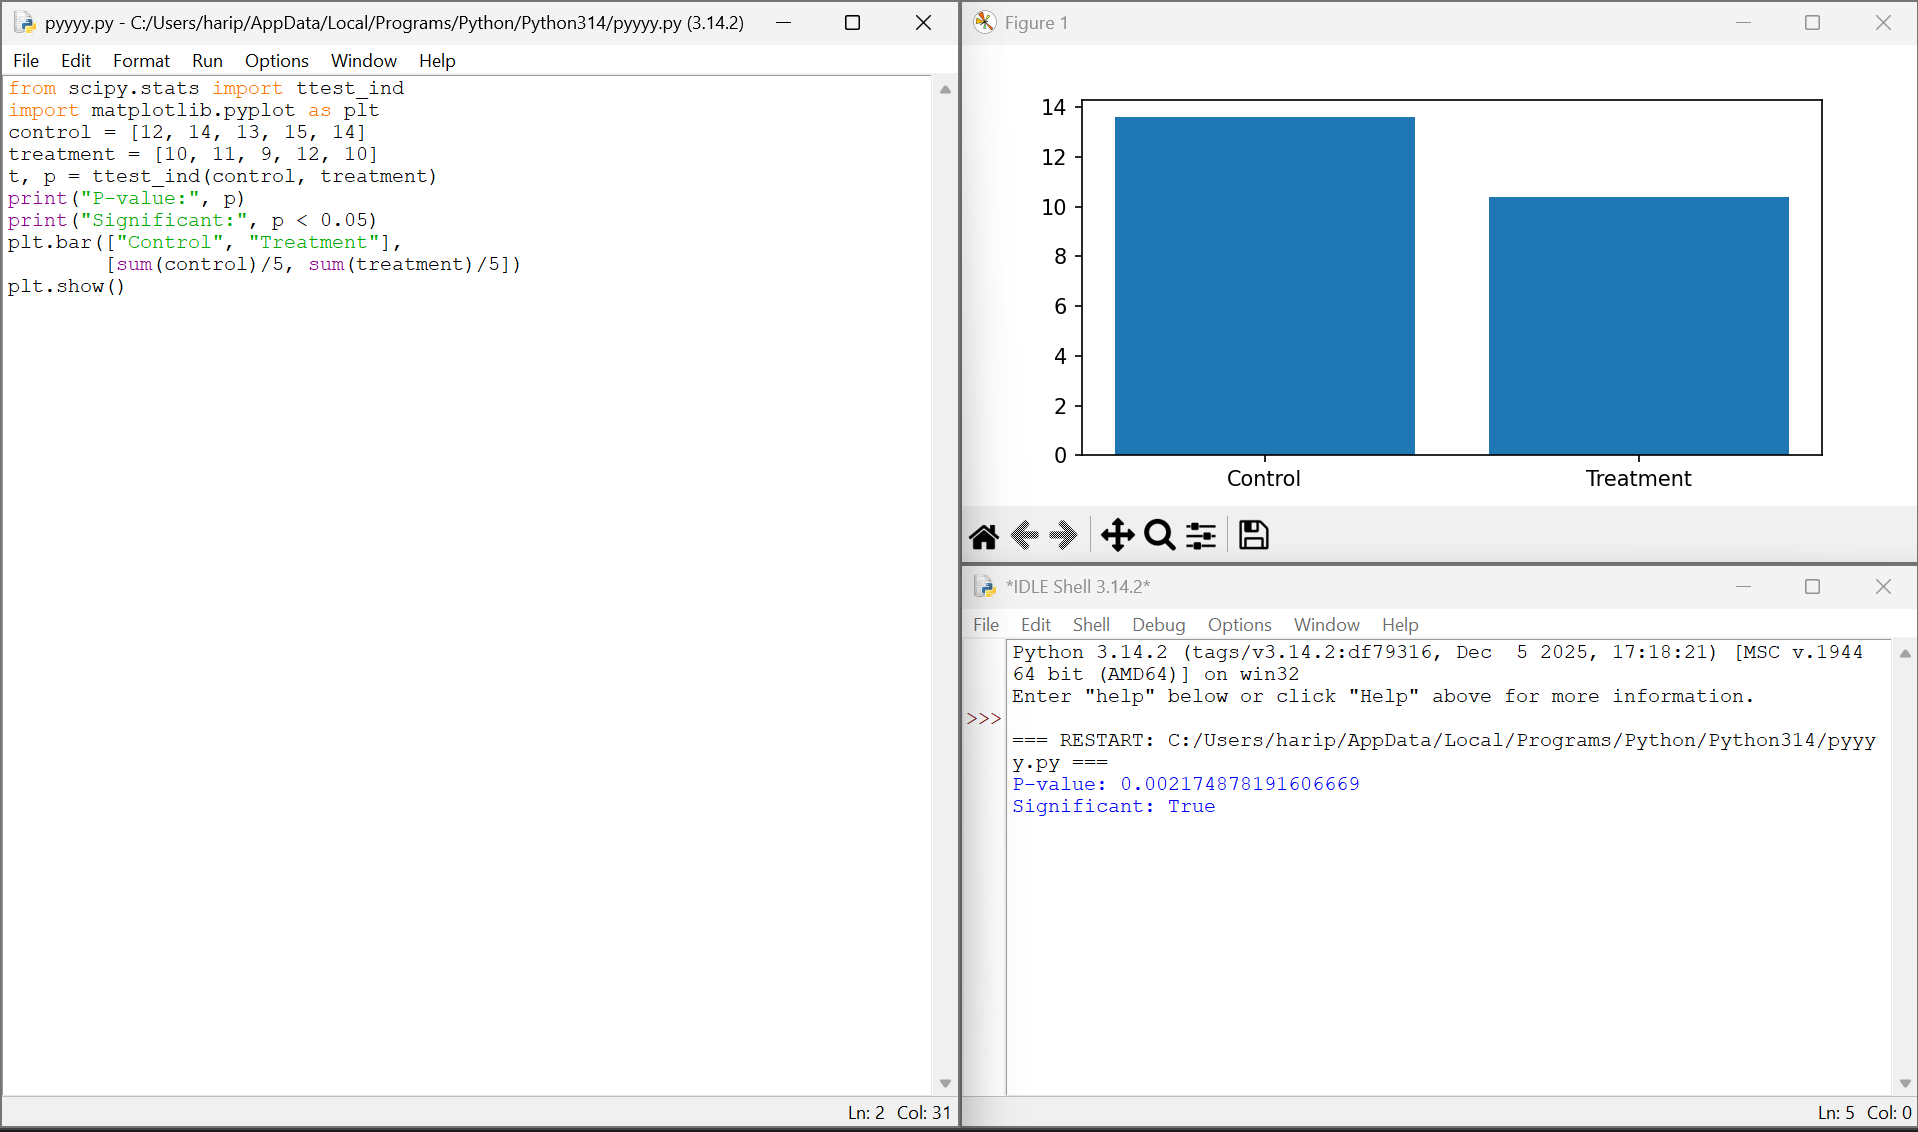 pyyyy.py - C:/Users/harip/AppData/Local/Programs/Python/Python314/pyyyy.py (3.14.2)
File Edit Format Run Options Window Help
from scipy.stats import ttest_ind
import matplotlib.pyplot as plt
control = [12, 14, 13, 15, 14]
treatment = [10, 11, 9, 12, 10]
t, p = ttest_ind(control, treatment)
print("P-value:", p)
print("Significant:", p < 0.05)
plt.bar(["Control", "Treatment"],
        [sum(control)/5, sum(treatment)/5])
plt.show()
Ln: 2 Col: 31
Figure 1
14
12
10
8
6
4
2
0
Control Treatment
*IDLE Shell 3.14.2*
File Edit Shell Debug Options Window Help
Python 3.14.2 (tags/v3.14.2:df79316, Dec  5 2025, 17:18:21) [MSC v.1944
64 bit (AMD64)] on win32
Enter "help" below or click "Help" above for more information.
>>>
=== RESTART: C:/Users/harip/AppData/Local/Programs/Python/Python314/pyyy
y.py ===
P-value: 0.002174878191606669
Significant: True
Ln: 5 Col: 0